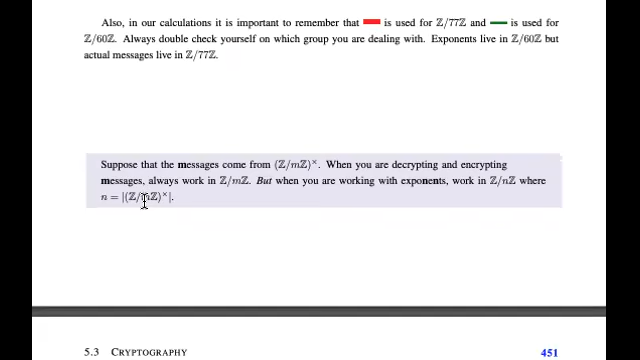 Also, in our calculations it is important to remember that is used for ℤ/77ℤ and is used for
ℤ/60ℤ. Always double check yourself on which group you are dealing with. Exponents live in ℤ/60ℤ but
actual messages live in ℤ/77ℤ.
Suppose that the messages come from (ℤ/mℤ)×. When you are decrypting and encrypting
messages, always work in ℤ/mℤ. But when you are working with exponents, work in ℤ/nℤ where
n = |(ℤ/mℤ)×|.
5.3 CRYPTOGRAPHY 451